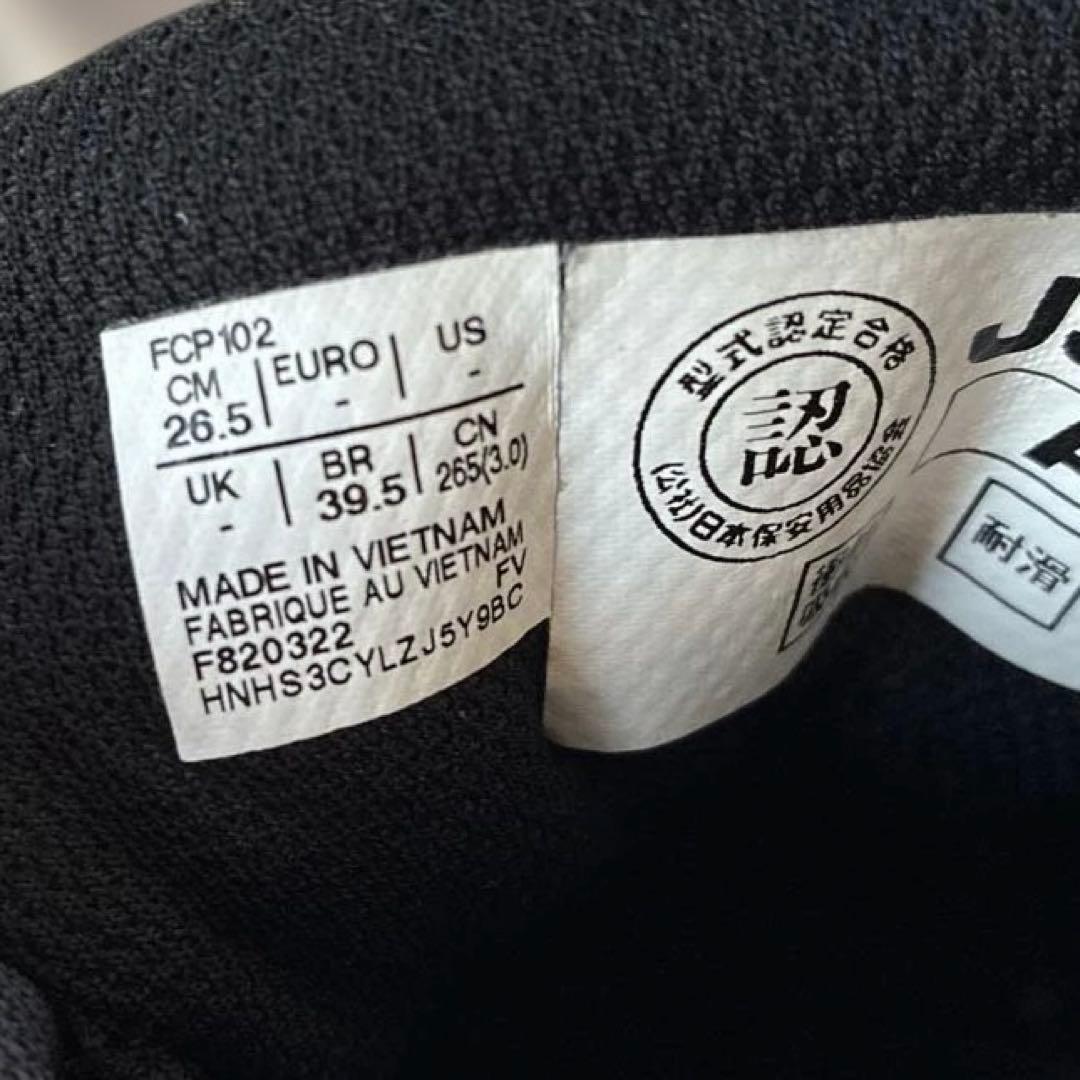 FCP102
CM | EURO | US
26.5 - -
UK | BR | CN
- 39.5 265(3.0)
MADE IN VIETNAM
FABRIQUE AU VIETNAM
FV
F820322
HNHS3CYLZJ5Y9BC
型式認定合格
認
(公社)日本保安用品協会
耐滑